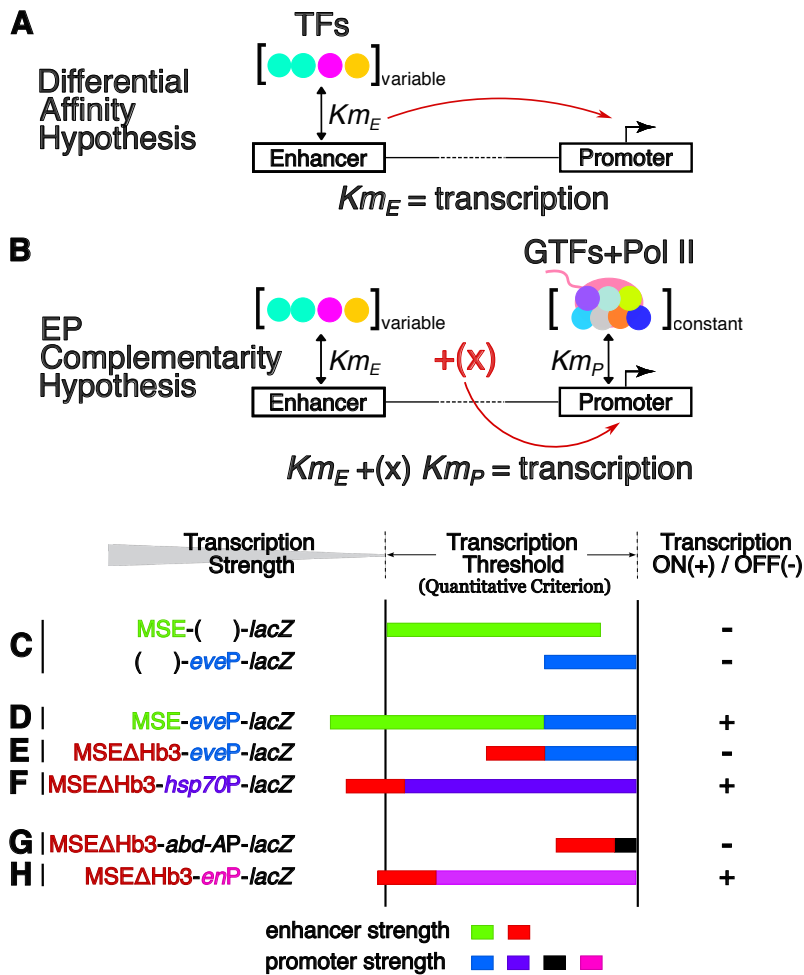 A
TFs
[ ]variable
Differential
Affinity
Hypothesis
KmE
Enhancer
Promoter
KmE = transcription
B
GTFs+Pol II
[ ]variable
[ ]constant
EP
Complementarity
Hypothesis
KmE
+(x)
KmP
Enhancer
Promoter
KmE +(x) KmP = transcription
Transcription
Strength
Transcription
Threshold
(Quantitative Criterion)
Transcription
ON(+) / OFF(-)
C
MSE-( )-lacZ -
( )-eveP-lacZ -
D MSE-eveP-lacZ +
E MSEΔHb3-eveP-lacZ -
F MSEΔHb3-hsp70P-lacZ +
G MSEΔHb3-abd-AP-lacZ -
H MSEΔHb3-enP-lacZ +
enhancer strength
promoter strength